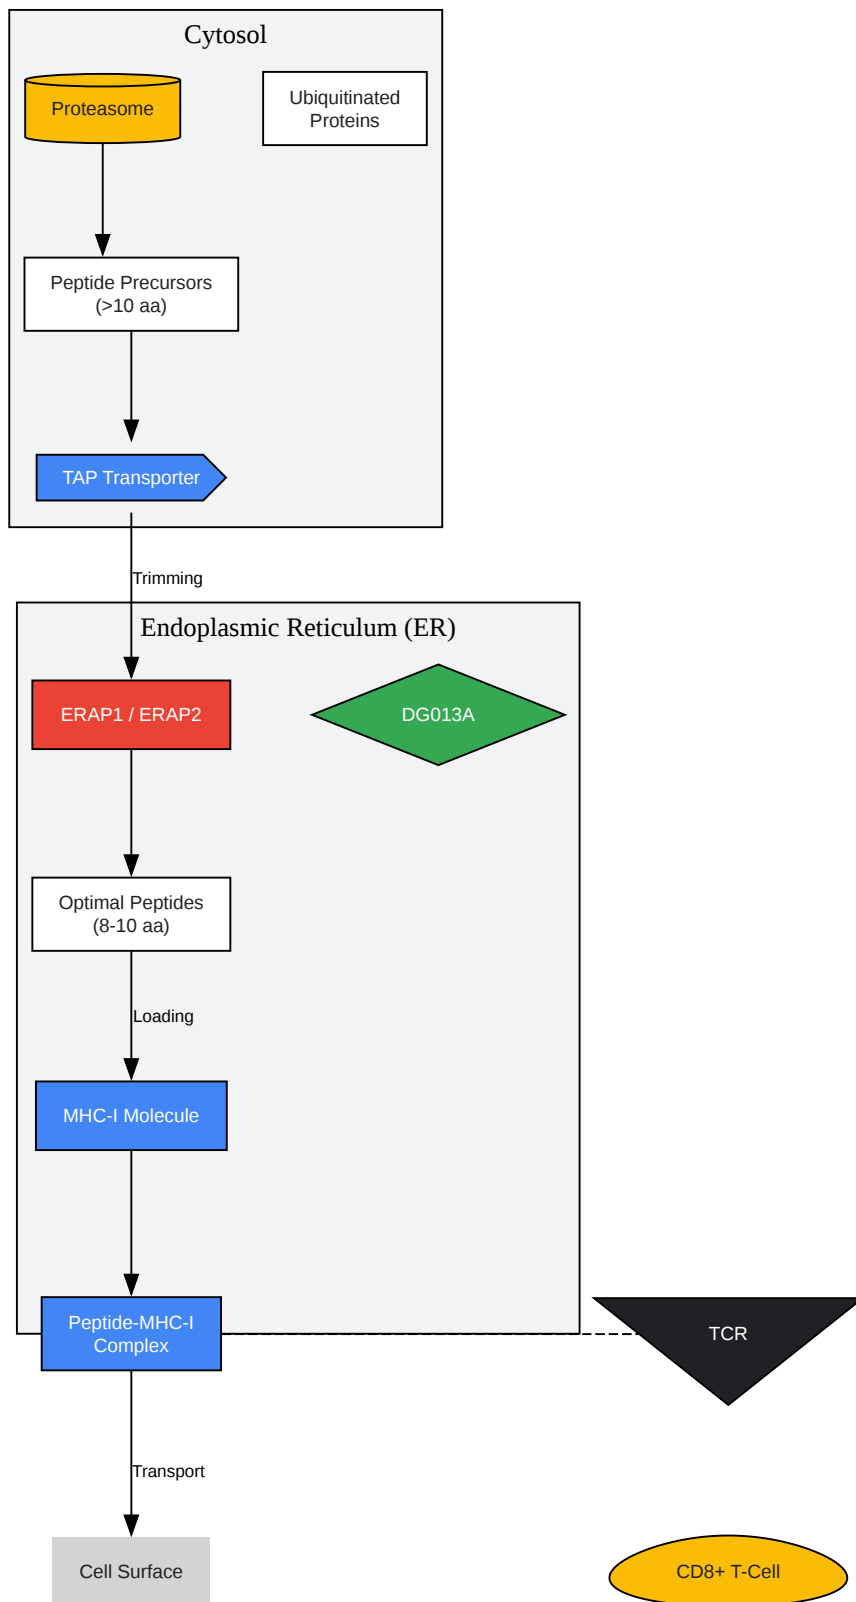 Cytosol
Proteasome
Ubiquitinated
Proteins
Peptide Precursors
(>10 aa)
TAP Transporter
Trimming
Endoplasmic Reticulum (ER)
ERAP1 / ERAP2
DG013A
Optimal Peptides
(8-10 aa)
Loading
MHC-I Molecule
Peptide-MHC-I
Complex
TCR
Transport
Cell Surface
CD8+ T-Cell